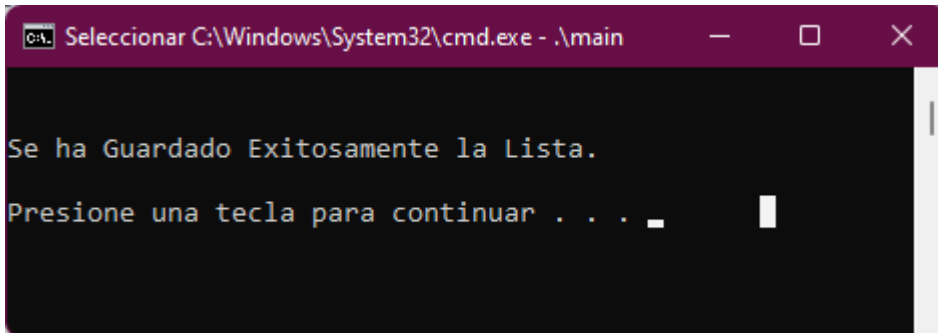 Seleccionar C:\Windows\System32\cmd.exe - .\main
Se ha Guardado Exitosamente la Lista.
Presione una tecla para continuar . . .